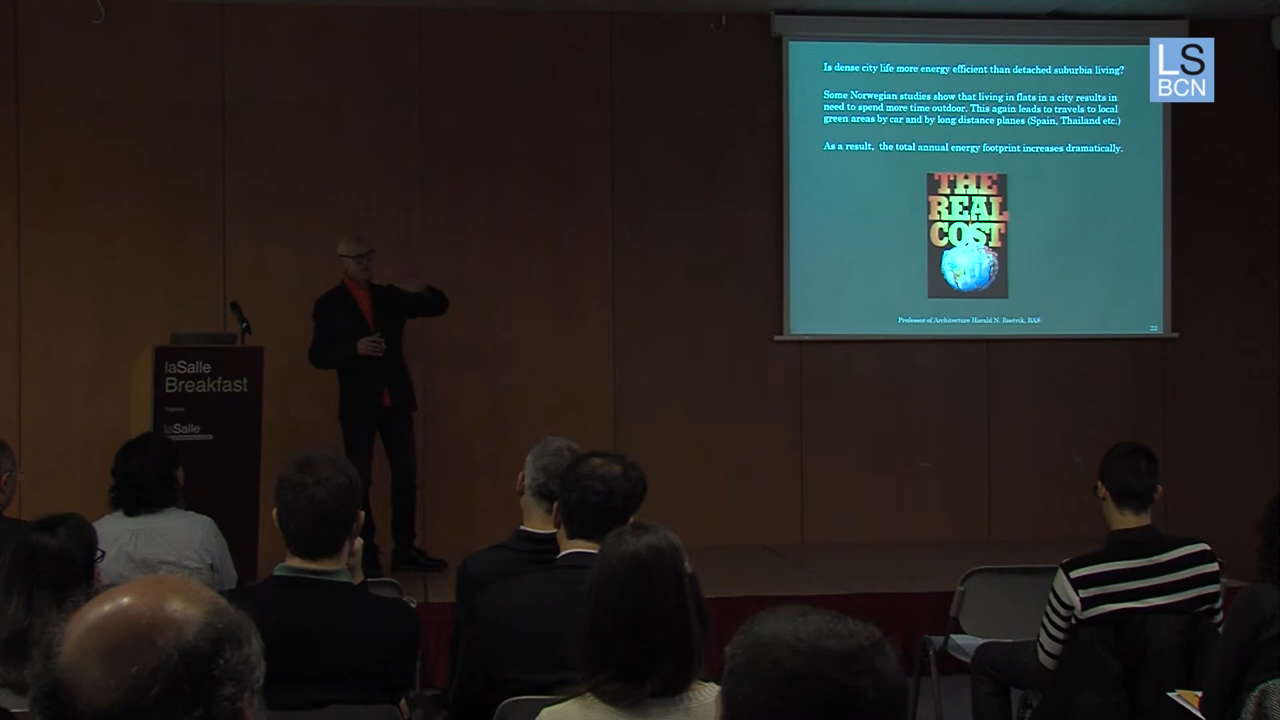 Is dense city life more energy efficient than detached suburbia living?
Some Norwegian studies show that living in flats in a city results in
need to spend more time outdoor. This again leads to travels to local
green areas by car and by long distance planes (Spain, Thailand etc.)
As a result, the total annual energy footprint increases dramatically.
THE
REAL
COST
Professor of Architecture Harald N. Røstvik, BAS
22
LS
BCN
laSalle
Breakfast
laSalle